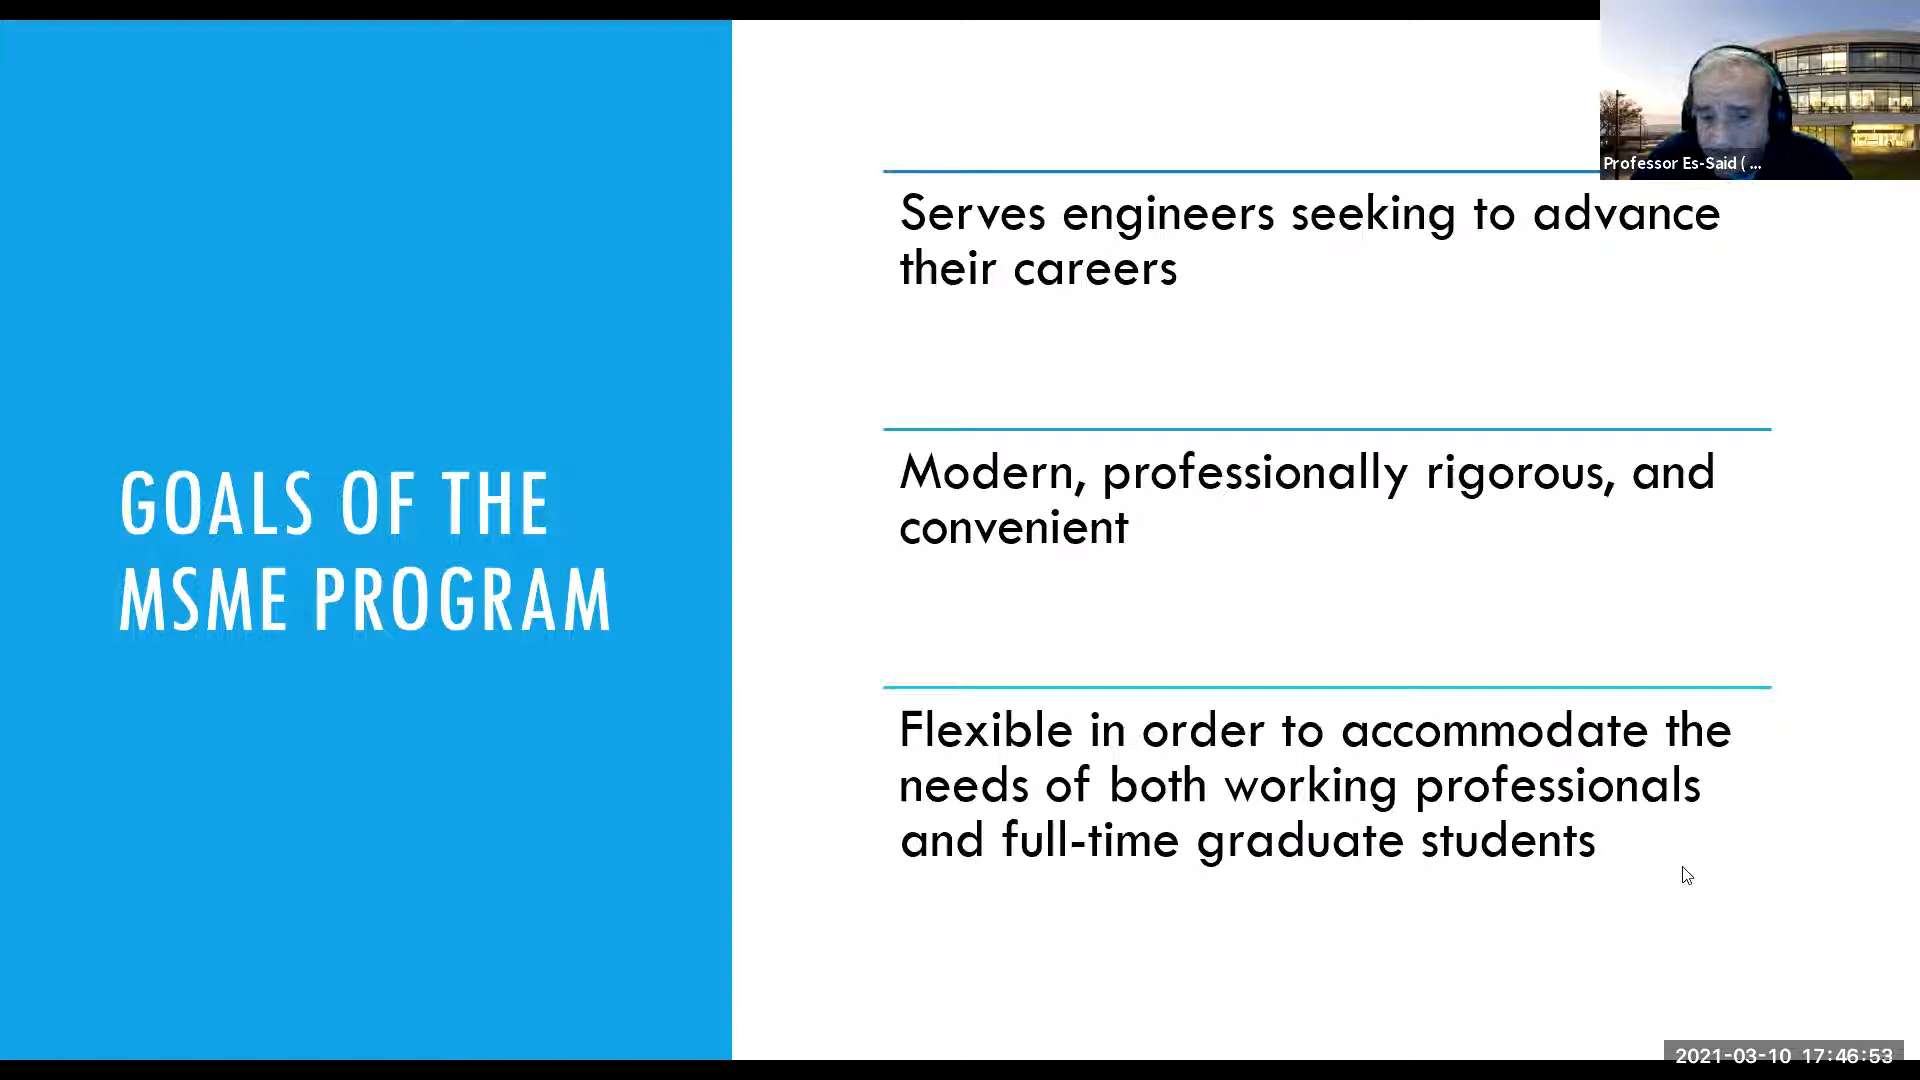 Professor Es-Said ( ...
Serves engineers seeking to advance
their careers
Modern, professionally rigorous, and
convenient
GOALS OF THE
MSME PROGRAM
Flexible in order to accommodate the
needs of both working professionals
and full-time graduate students
2021-03-10 17:46:53